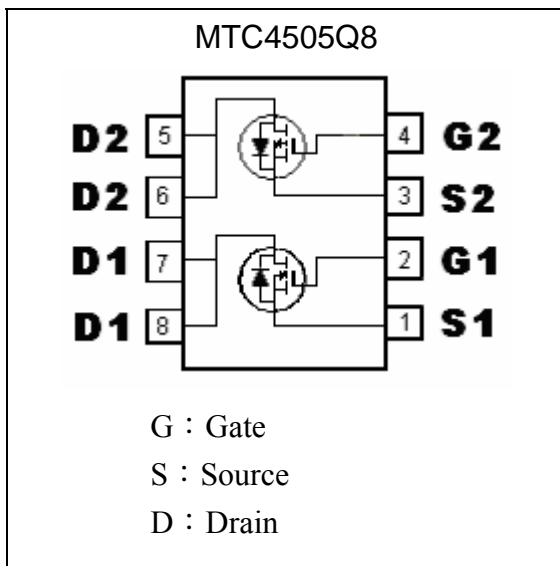 MTC4505Q8
D2 5 4 G2
D2 6 3 S2
D1 7 2 G1
D1 8 1 S1
G：Gate
S：Source
D：Drain